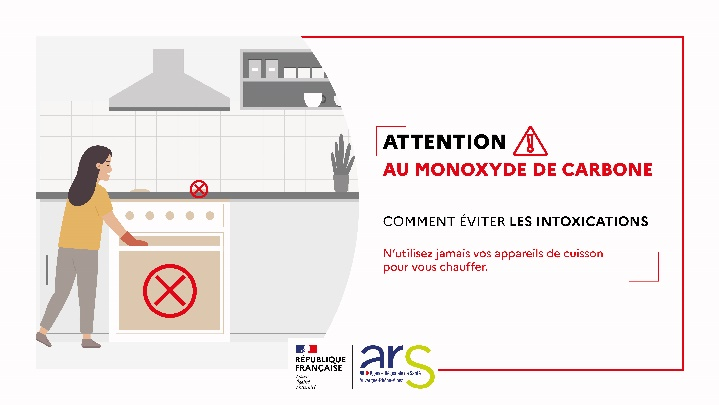 ATTENTION
AU MONOXYDE DE CARBONE
COMMENT ÉVITER LES INTOXICATIONS
N'utilisez jamais vos appareils de cuisson
pour vous chauffer.
RÉPUBLIQUE
FRANÇAISE
ars